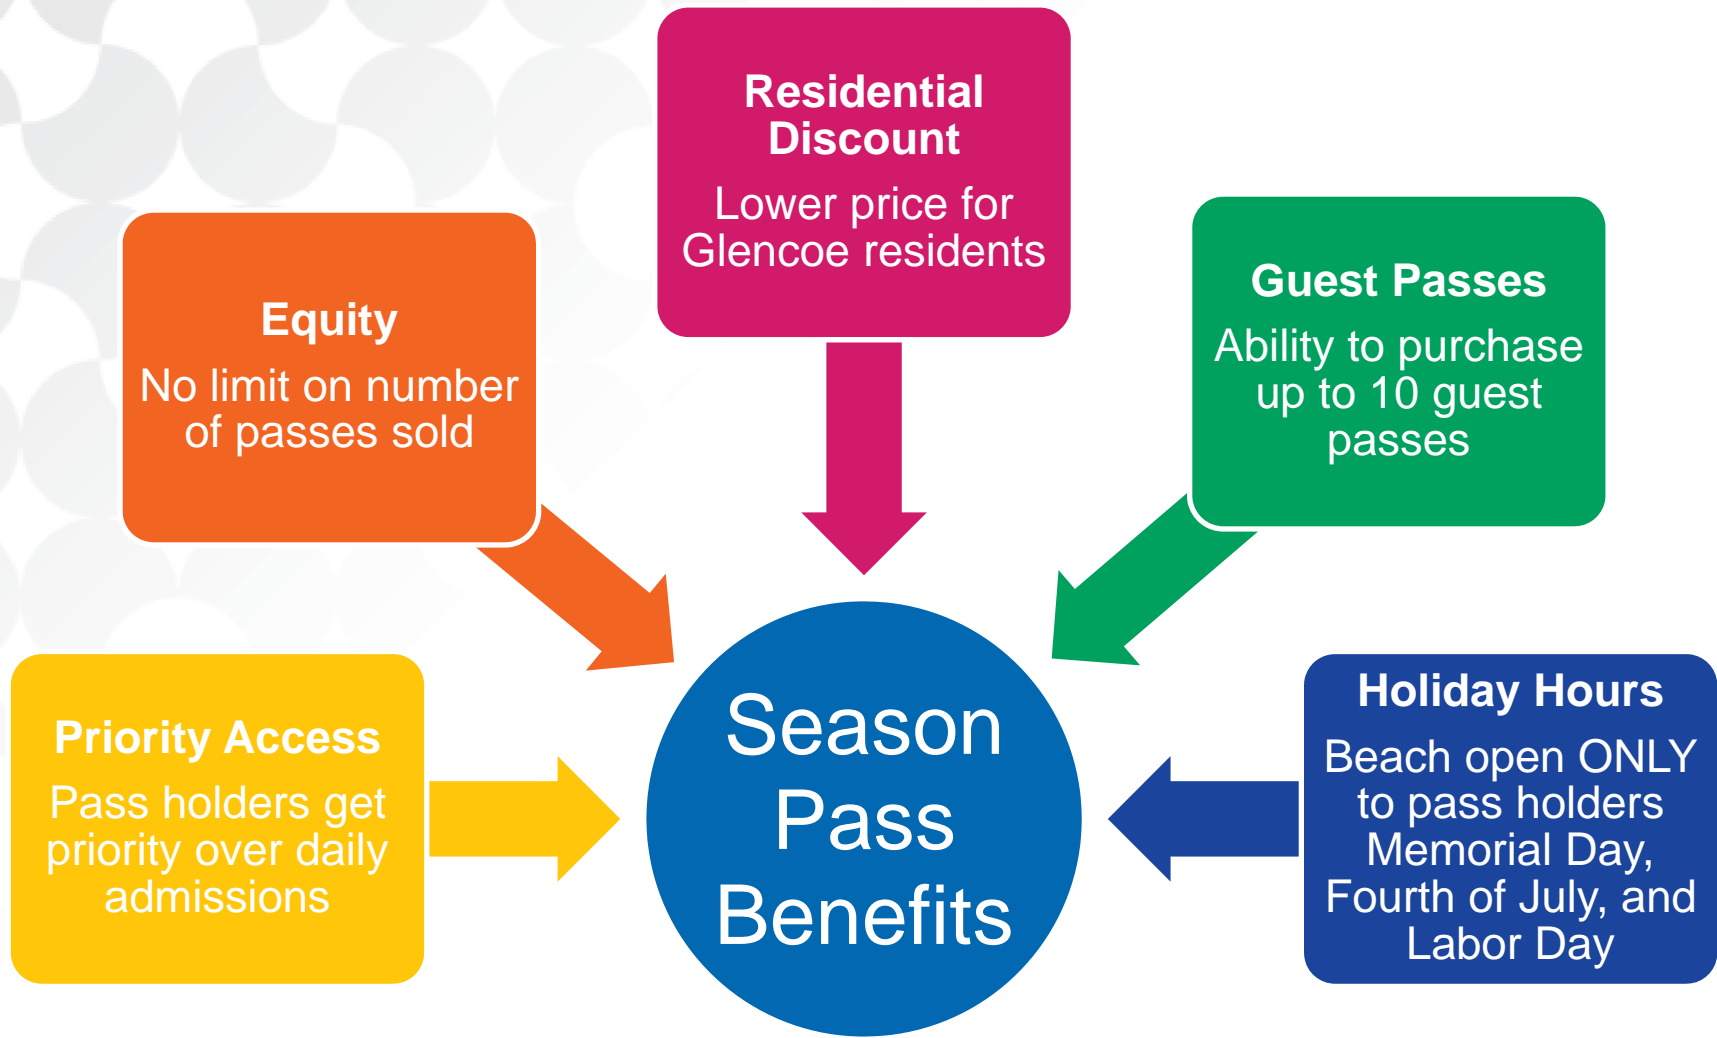 Residential
Discount
Lower price for
Glencoe residents
Equity
No limit on number
of passes sold
Guest Passes
Ability to purchase
up to 10 guest
passes
Priority Access
Pass holders get
priority over daily
admissions
Season
Pass
Benefits
Holiday Hours
Beach open ONLY
to pass holders
Memorial Day,
Fourth of July, and
Labor Day